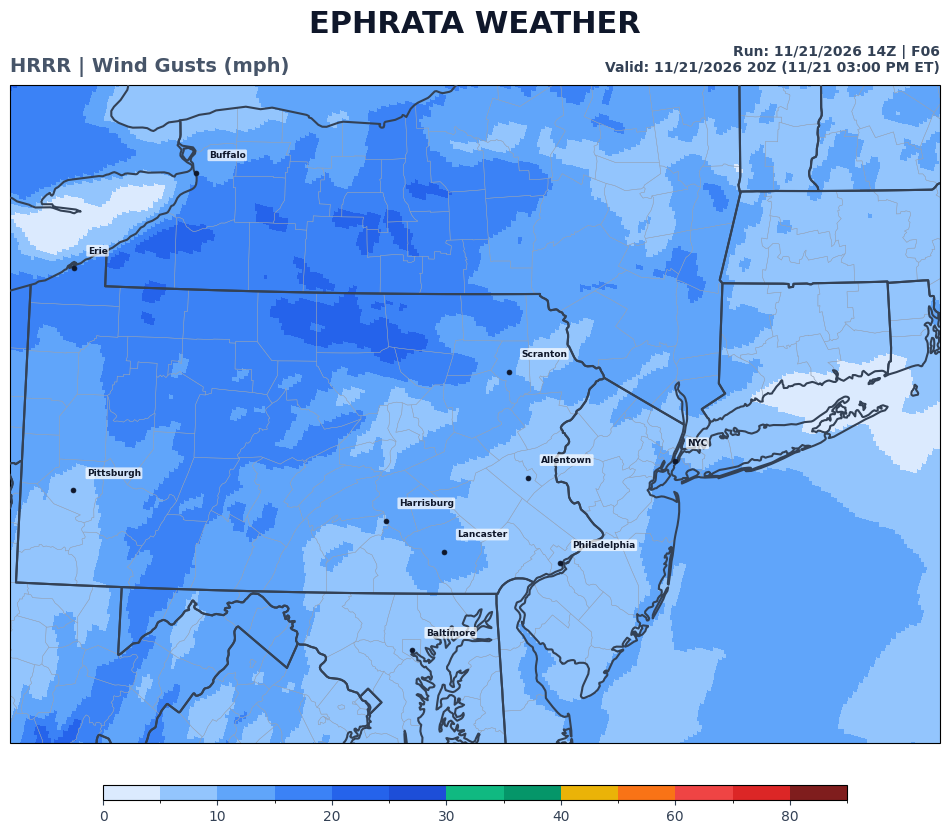 EPHRATA WEATHER
HRRR | Wind Gusts (mph)
Run: 11/21/2026 14Z | F06
Valid: 11/21/2026 20Z (11/21 03:00 PM ET)
Buffalo
Erie
Scranton
NYC
Allentown
Pittsburgh
Harrisburg
Lancaster
Philadelphia
Baltimore
0 10 20 30 40 50 60 70 80